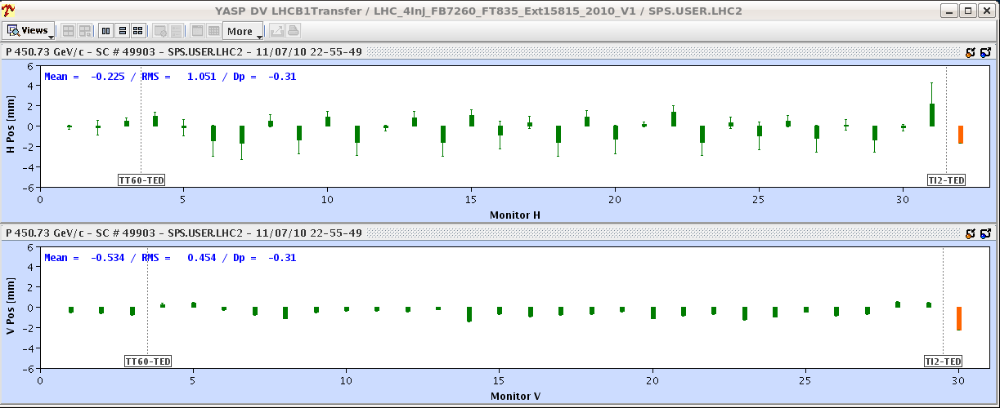 YASP DV LHCB1Transfer / LHC_4Inj_FB7260_FT835_Ext15815_2010_V1 / SPS.USER.LHC2
Views More
P 450.73 GeV/c - SC # 49903 - SPS.USER.LHC2 - 11/07/10 22-55-49
Mean = -0.225 / RMS = 1.051 / Dp = -0.31
H Pos [mm]
6
4
2
0
-2
-4
-6
TT60-TED TI2-TED
0 5 10 15 20 25 30
Monitor H
P 450.73 GeV/c - SC # 49903 - SPS.USER.LHC2 - 11/07/10 22-55-49
Mean = -0.534 / RMS = 0.454 / Dp = -0.31
V Pos [mm]
6
4
2
0
-2
-4
-6
TT60-TED TI2-TED
0 5 10 15 20 25 30
Monitor V